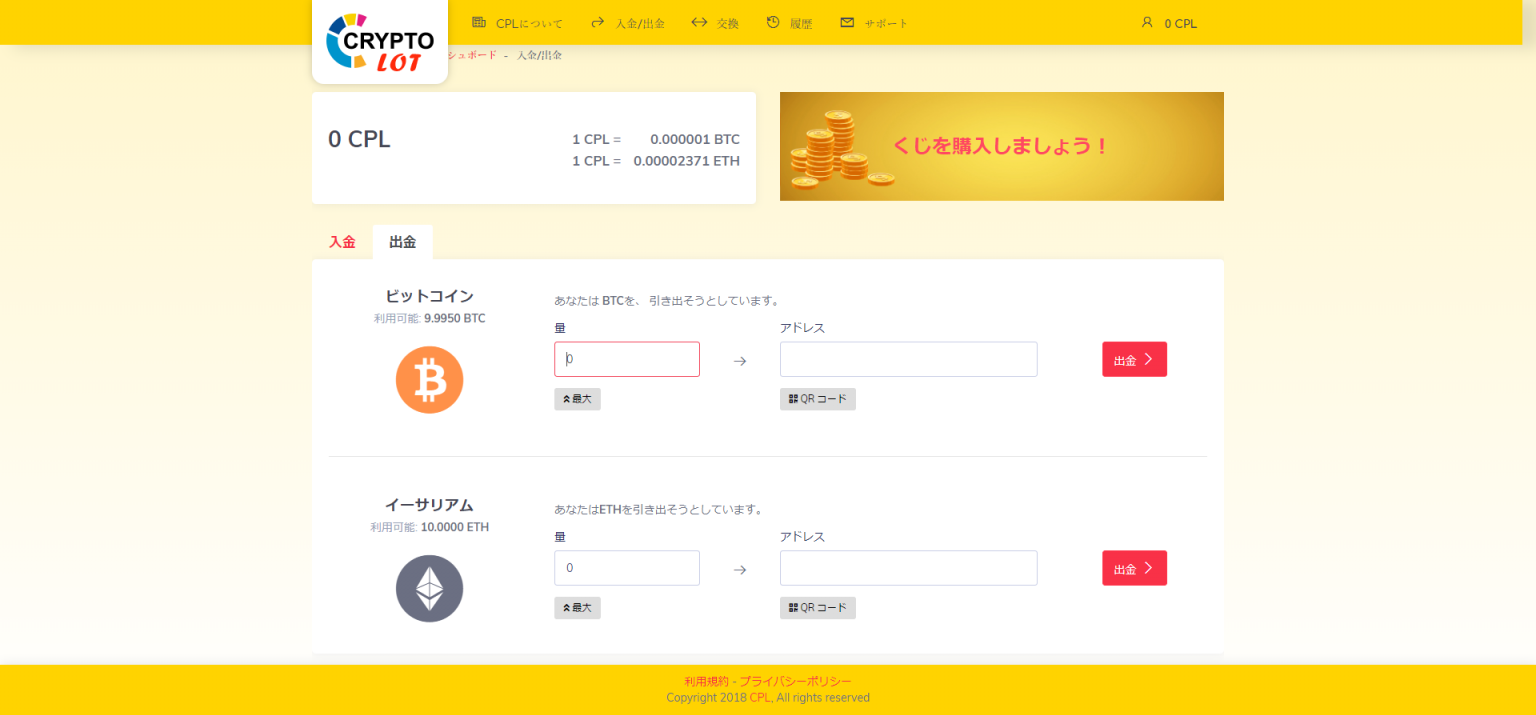 CRYPTO
LOT
CPLについて 入金/出金 交換 履歴 サポート 0 CPL
シュボード - 入金/出金
0 CPL
1 CPL = 0.000001 BTC
1 CPL = 0.00002371 ETH
くじを購入しましょう！
入金 出金
ビットコイン
利用可能: 9.9950 BTC
あなたは BTCを、 引き出そうとしています。
量 アドレス
0
出金
最大 QR コード
イーサリアム
利用可能: 10.0000 ETH
あなたはETHを引き出そうとしています。
量 アドレス
0
出金
最大 QR コード
利用規約 - プライバシーポリシー
Copyright 2018 CPL, All rights reserved